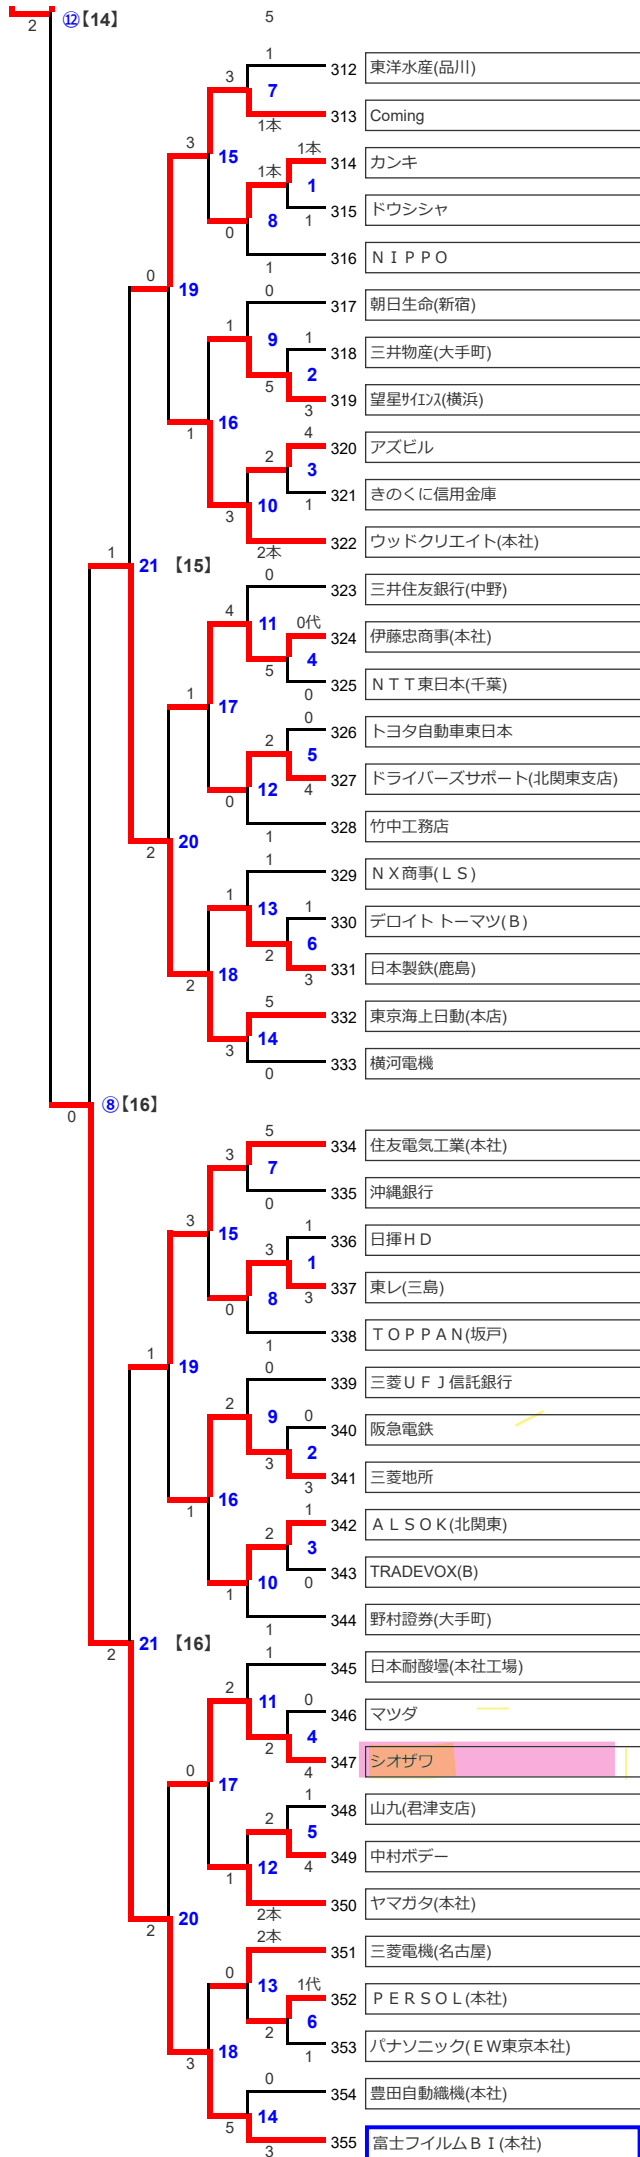 2 ⑫【14】 5
1
3 312 東洋水産(品川)
7
3 1本 313 Coming
15 1本 1本 314 カンキ
1
8 1 315 ドウシシャ
0
1 316 ＮＩＰＰＯ
0 19 0
1 317 朝日生命(新宿)
9 1 318 三井物産(大手町)
2
5 3 319 望星ｻｲｴﾝｽ(横浜)
1 16 4
2 320 アズビル
3
10 1 321 きのくに信用金庫
3
2本 322 ウッドクリエイト(本社)
1 21 【15】 0
4 323 三井住友銀行(中野)
11 0代 324 伊藤忠商事(本社)
4
5 0 325 ＮＴＴ東日本(千葉)
1 17 0
2 326 トヨタ自動車東日本
5
0 12 4 327 ドライバーズサポート(北関東支店)
1 328 竹中工務店
2 20 1
1 329 ＮＸ商事(ＬＳ)
13 1 330 デロイト トーマツ(Ｂ)
6
2 3 331 日本製鉄(鹿島)
2 18 5 332 東京海上日動(本店)
14
3 0 333 横河電機
0 ⑧【16】
5
3 334 住友電気工業(本社)
7
3 0 335 沖縄銀行
15 1
3 336 日揮ＨＤ
1
0 8 3 337 東レ(三島)
1 338 ＴＯＰＰＡＮ(坂戸)
1 19 0
2 339 三菱ＵＦＪ信託銀行
9 0 340 阪急電鉄
2
3 3 341 三菱地所
1 16 1
2 342 ＡＬＳＯＫ(北関東)
3
1 10 0 343 TRADEVOX(B)
1 344 野村證券(大手町)
2 21 【16】 1
2 345 日本耐酸壜(本社工場)
11 0 346 マツダ
4
2 4 347 シオザワ
0 17 1
2 348 山九(君津支店)
5
1 12 4 349 中村ボデー
2本 350 ヤマガタ(本社)
2 20 2本
0 351 三菱電機(名古屋)
13 1代 352 ＰＥＲＳＯＬ(本社)
6
2 1 353 パナソニック(ＥＷ東京本社)
3 18 0 354 豊田自動織機(本社)
14
5 3 355 富士フイルムＢＩ(本社)